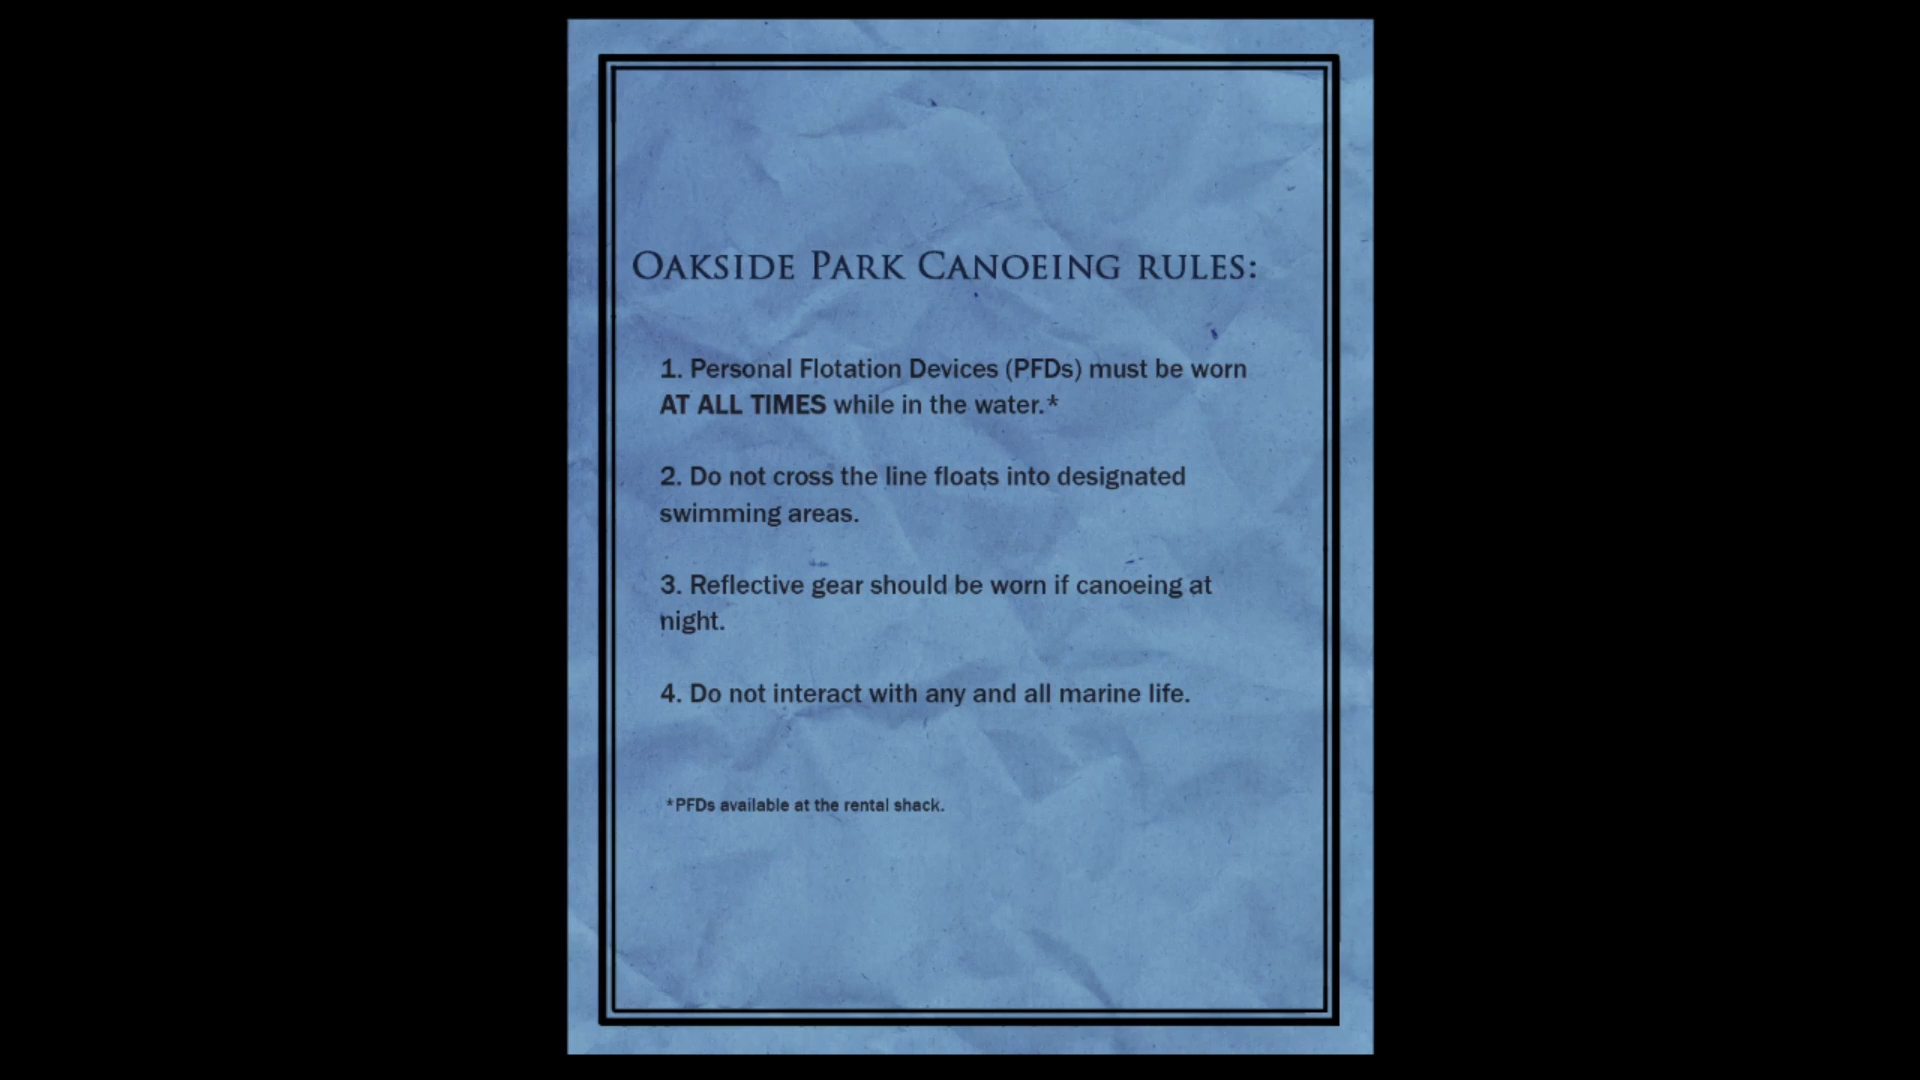 OAKSIDE PARK CANOEING RULES:
1. Personal Flotation Devices (PFDs) must be worn
AT ALL TIMES while in the water.*
2. Do not cross the line floats into designated
swimming areas.
3. Reflective gear should be worn if canoeing at
night.
4. Do not interact with any and all marine life.
*PFDs available at the rental shack.